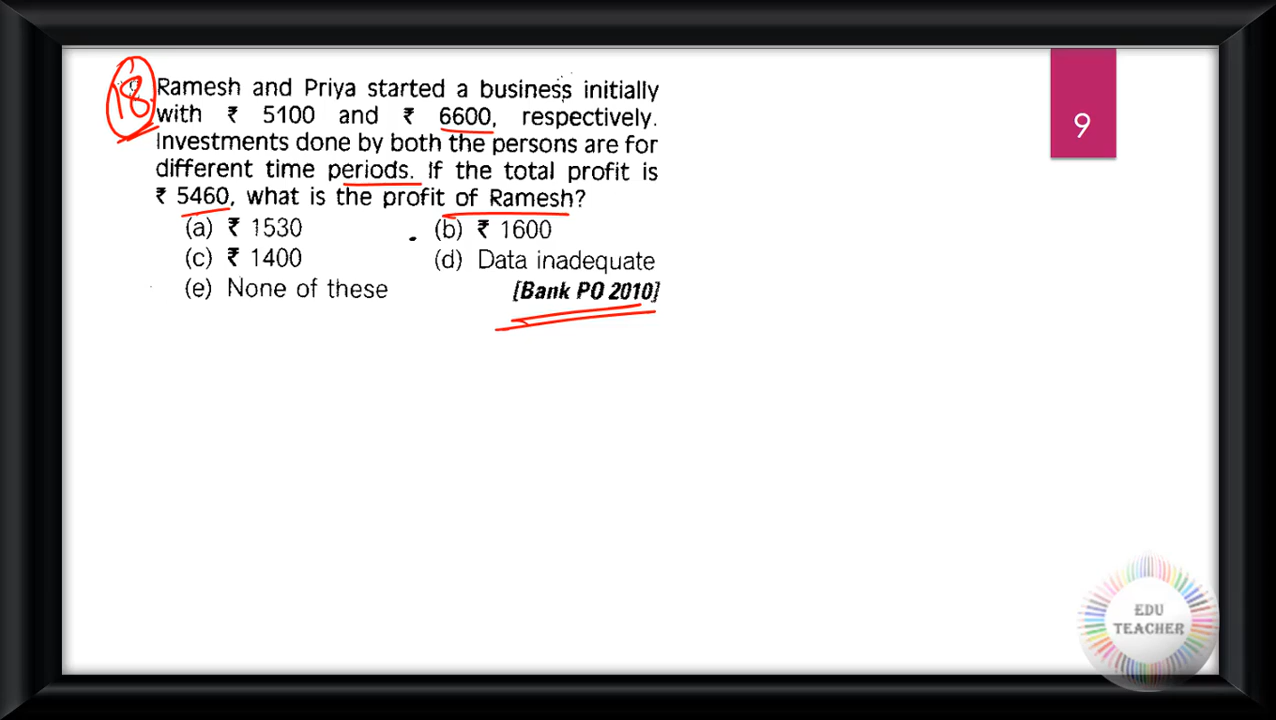 18 Ramesh and Priya started a business initially
with ₹ 5100 and ₹ 6600, respectively.
Investments done by both the persons are for
different time periods. If the total profit is
₹ 5460, what is the profit of Ramesh?
(a) ₹ 1530 (b) ₹ 1600
(c) ₹ 1400 (d) Data inadequate
(e) None of these [Bank PO 2010]
9
EDU
TEACHER